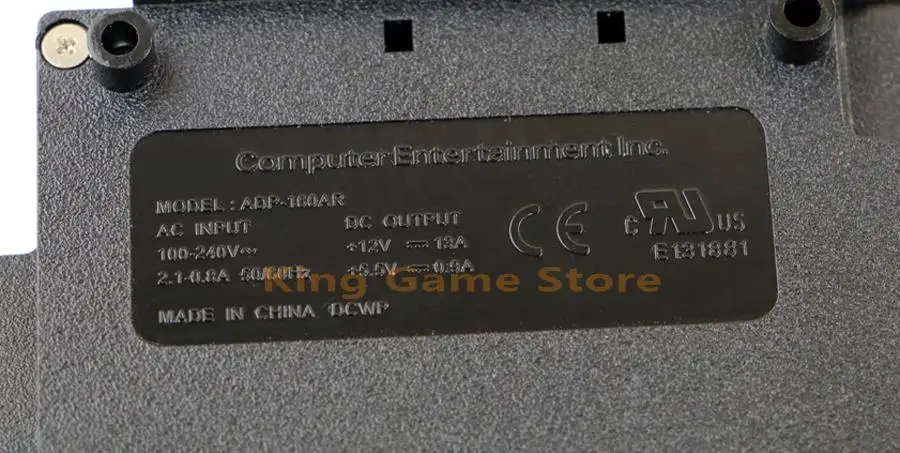 Computer Entertainment Inc.
MODEL : ADP-160AR
AC INPUT
100-240V~
2.1-0.8A 50/60Hz
DC OUTPUT
+12V ⎓ 13A
+5.5V ⎓ 0.9A
MADE IN CHINA DCWP
CE
c RU US
E131881
King Game Store